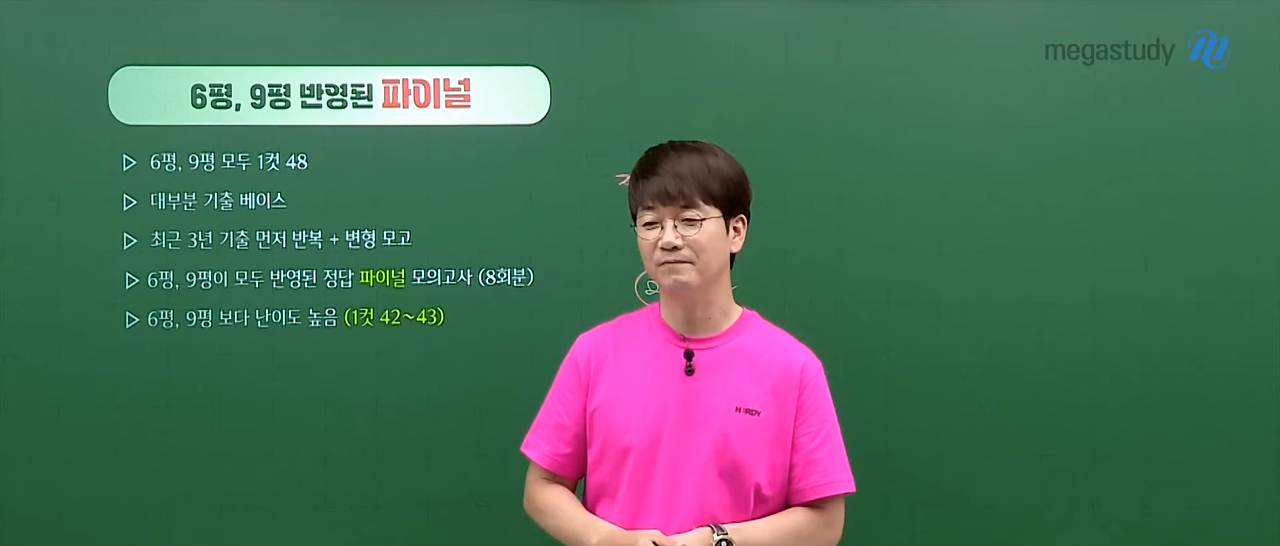 megastudy
6평, 9평 반영된 파이널
▷ 6평, 9평 모두 1컷 48
▷ 대부분 기출 베이스
▷ 최근 3년 기출 먼저 반복 + 변형 모고
▷ 6평, 9평이 모두 반영된 정답 파이널 모의고사 (8회분)
▷ 6평, 9평 보다 난이도 높음 (1컷 42~43)